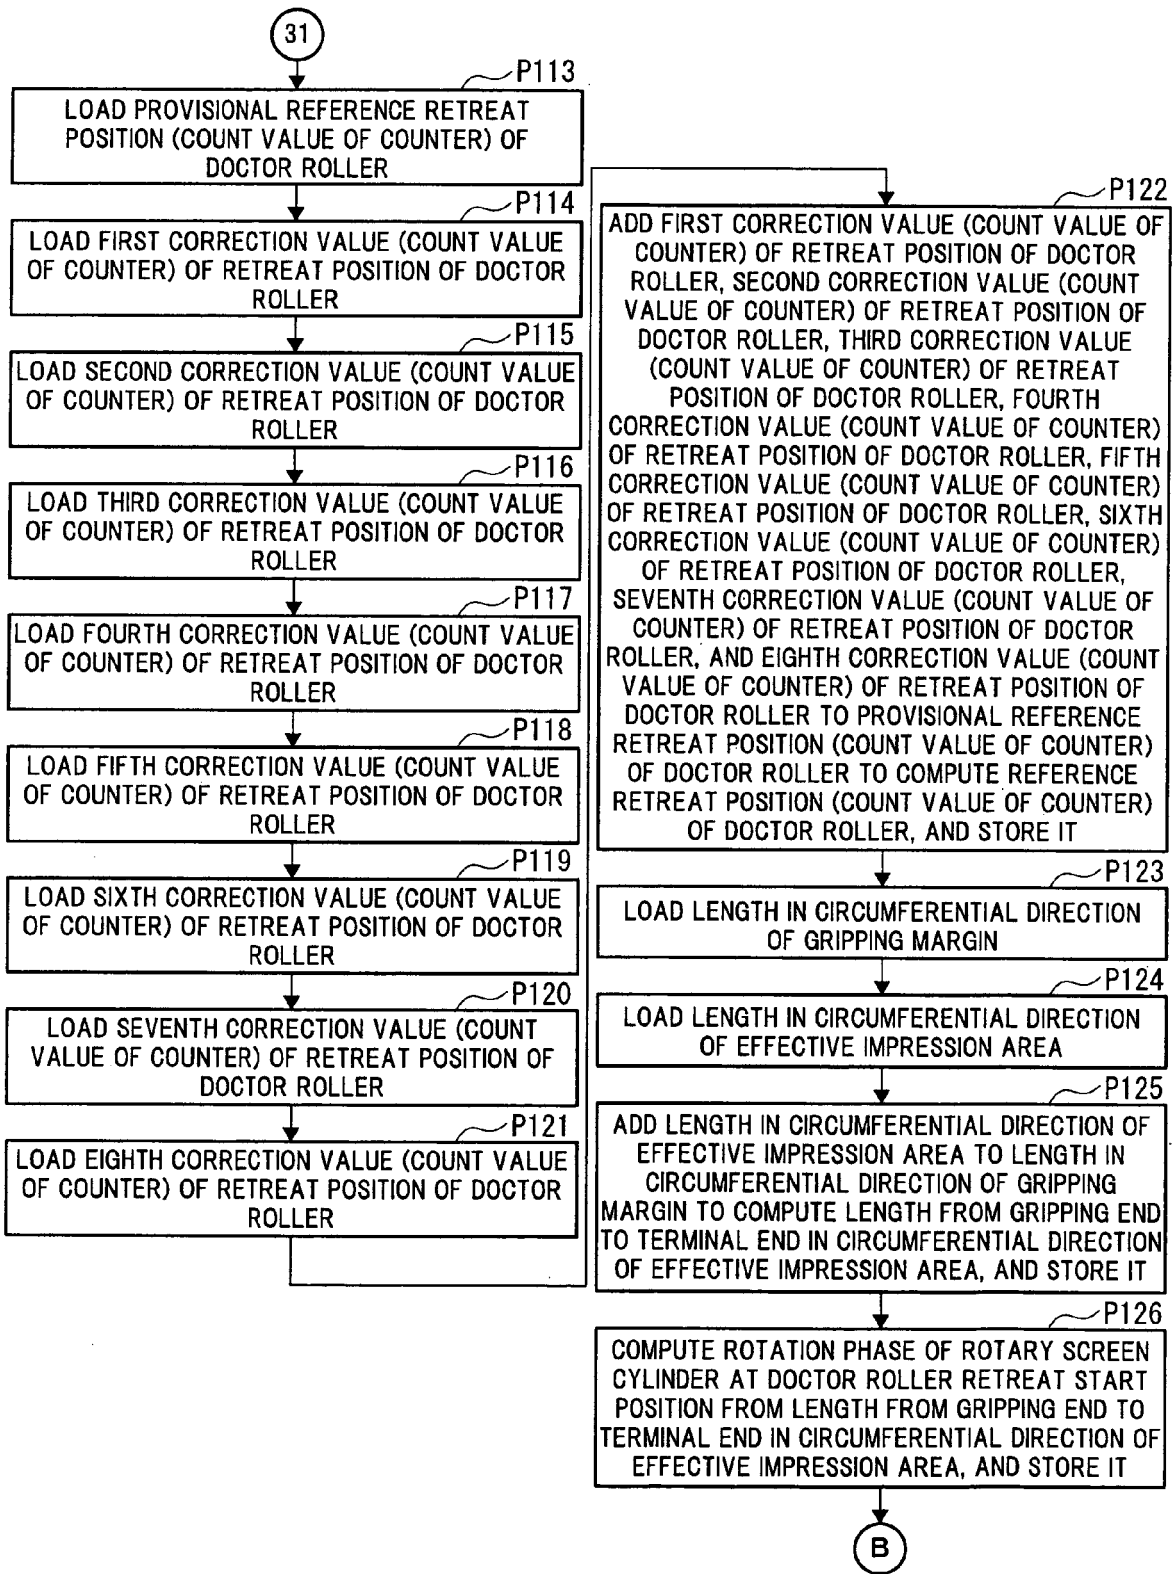 31
P113
LOAD PROVISIONAL REFERENCE RETREAT
POSITION (COUNT VALUE OF COUNTER) OF
DOCTOR ROLLER
P114
LOAD FIRST CORRECTION VALUE (COUNT VALUE
OF COUNTER) OF RETREAT POSITION OF DOCTOR
ROLLER
P115
LOAD SECOND CORRECTION VALUE (COUNT VALUE
OF COUNTER) OF RETREAT POSITION OF DOCTOR
ROLLER
P116
LOAD THIRD CORRECTION VALUE (COUNT VALUE
OF COUNTER) OF RETREAT POSITION OF DOCTOR
ROLLER
P117
LOAD FOURTH CORRECTION VALUE (COUNT VALUE
OF COUNTER) OF RETREAT POSITION OF DOCTOR
ROLLER
P118
LOAD FIFTH CORRECTION VALUE (COUNT VALUE
OF COUNTER) OF RETREAT POSITION OF DOCTOR
ROLLER
P119
LOAD SIXTH CORRECTION VALUE (COUNT VALUE
OF COUNTER) OF RETREAT POSITION OF DOCTOR
ROLLER
P120
LOAD SEVENTH CORRECTION VALUE (COUNT
VALUE OF COUNTER) OF RETREAT POSITION OF
DOCTOR ROLLER
P121
LOAD EIGHTH CORRECTION VALUE (COUNT VALUE
OF COUNTER) OF RETREAT POSITION OF DOCTOR
ROLLER
P122
ADD FIRST CORRECTION VALUE (COUNT VALUE OF
COUNTER) OF RETREAT POSITION OF DOCTOR
ROLLER, SECOND CORRECTION VALUE (COUNT
VALUE OF COUNTER) OF RETREAT POSITION OF
DOCTOR ROLLER, THIRD CORRECTION VALUE
(COUNT VALUE OF COUNTER) OF RETREAT
POSITION OF DOCTOR ROLLER, FOURTH
CORRECTION VALUE (COUNT VALUE OF COUNTER)
OF RETREAT POSITION OF DOCTOR ROLLER, FIFTH
CORRECTION VALUE (COUNT VALUE OF COUNTER)
OF RETREAT POSITION OF DOCTOR ROLLER, SIXTH
CORRECTION VALUE (COUNT VALUE OF COUNTER)
OF RETREAT POSITION OF DOCTOR ROLLER,
SEVENTH CORRECTION VALUE (COUNT VALUE OF
COUNTER) OF RETREAT POSITION OF DOCTOR
ROLLER, AND EIGHTH CORRECTION VALUE (COUNT
VALUE OF COUNTER) OF RETREAT POSITION OF
DOCTOR ROLLER TO PROVISIONAL REFERENCE
RETREAT POSITION (COUNT VALUE OF COUNTER)
OF DOCTOR ROLLER TO COMPUTE REFERENCE
RETREAT POSITION (COUNT VALUE OF COUNTER)
OF DOCTOR ROLLER, AND STORE IT
P123
LOAD LENGTH IN CIRCUMFERENTIAL DIRECTION
OF GRIPPING MARGIN
P124
LOAD LENGTH IN CIRCUMFERENTIAL DIRECTION
OF EFFECTIVE IMPRESSION AREA
P125
ADD LENGTH IN CIRCUMFERENTIAL DIRECTION OF
EFFECTIVE IMPRESSION AREA TO LENGTH IN
CIRCUMFERENTIAL DIRECTION OF GRIPPING
MARGIN TO COMPUTE LENGTH FROM GRIPPING END
TO TERMINAL END IN CIRCUMFERENTIAL DIRECTION
OF EFFECTIVE IMPRESSION AREA, AND STORE IT
P126
COMPUTE ROTATION PHASE OF ROTARY SCREEN
CYLINDER AT DOCTOR ROLLER RETREAT START
POSITION FROM LENGTH FROM GRIPPING END TO
TERMINAL END IN CIRCUMFERENTIAL DIRECTION OF
EFFECTIVE IMPRESSION AREA, AND STORE IT
B